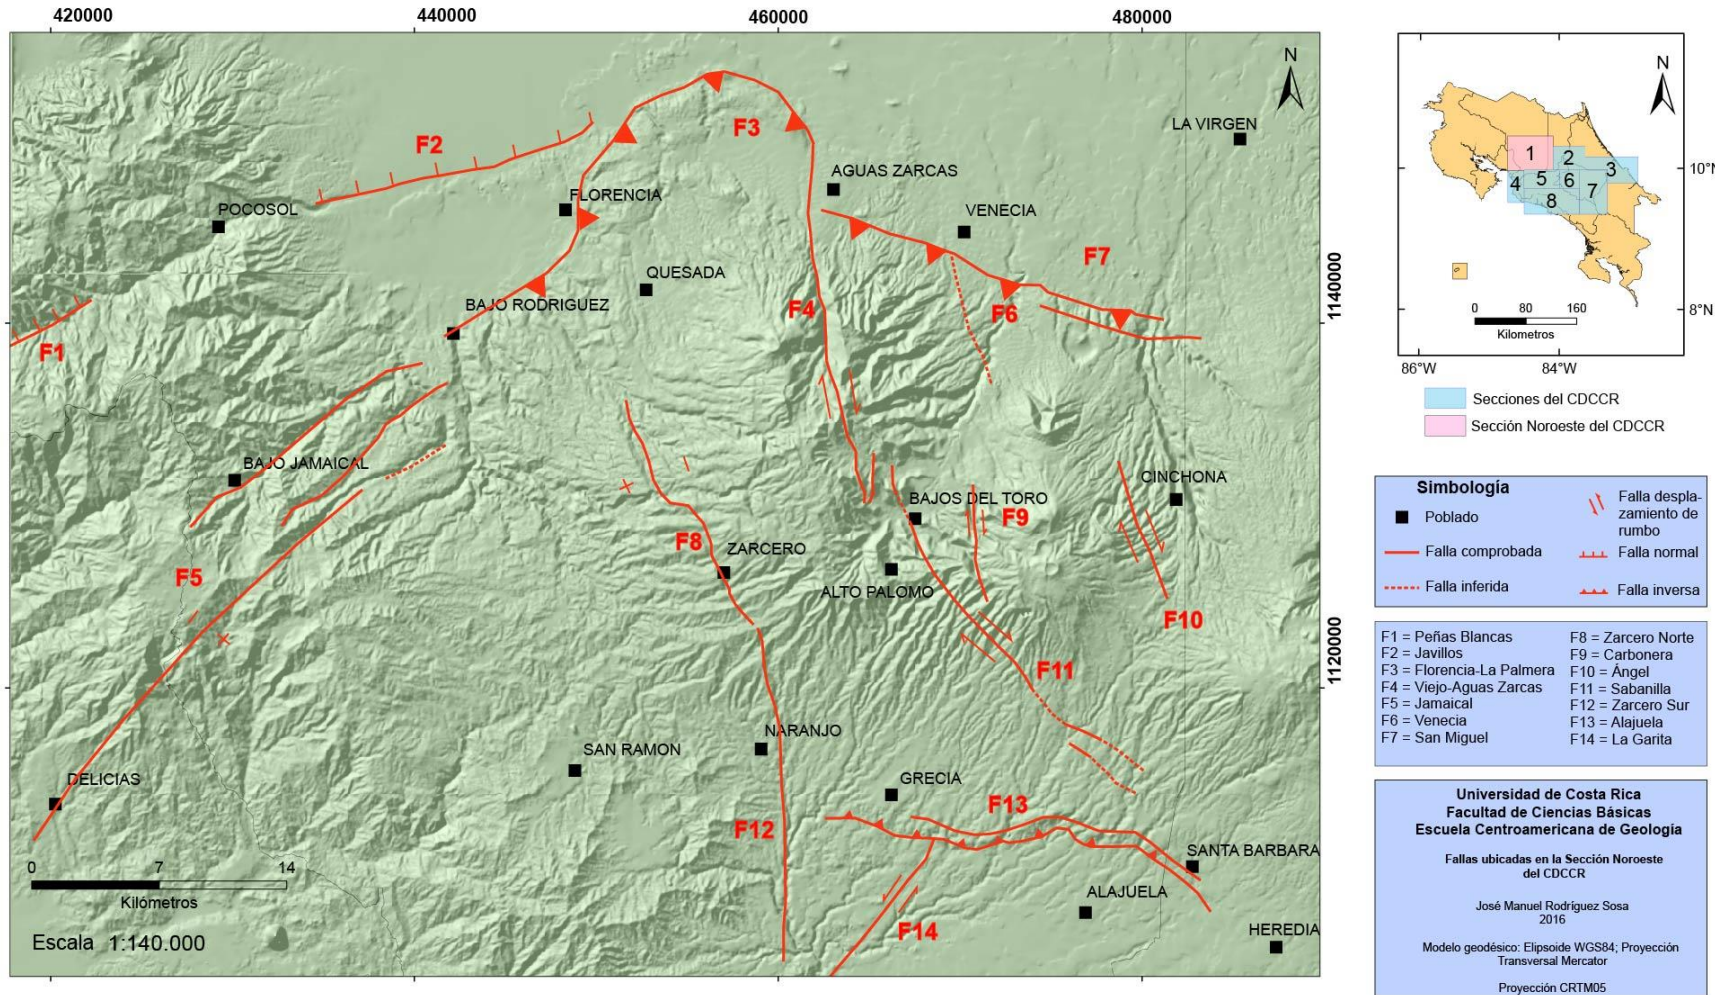 420000
440000
460000
480000
N
LA VIRGEN
F2
F3
AGUAS ZARCAS
FLORENCIA
POCOSOL
VENECIA
F7
QUESADA
1140000
BAJO RODRIGUEZ
F4
F6
F1
BAJO JAMAICAL
CINCHONA
BAJOS DEL TORO
F9
F8
ZARCERO
F5
ALTO PALOMO
F10
F11
1120000
NARANJO
SAN RAMON
DELICIAS
GRECIA
F13
F12
SANTA BARBARA
0 7 14
Kilómetros
ALAJUELA
F14
HEREDIA
Escala 1:140.000
N
1
2
3
10°N
4
5
6
7
8
0 80 160
Kilometros
8°N
86°W
84°W
Secciones del CDCCR
Sección Noroeste del CDCCR
Simbología
Poblado
Falla despla-
zamiento de
rumbo
Falla comprobada
Falla normal
Falla inferida
Falla inversa
F1 = Peñas Blancas
F2 = Javillos
F3 = Florencia-La Palmera
F4 = Viejo-Aguas Zarcas
F5 = Jamaical
F6 = Venecia
F7 = San Miguel
F8 = Zarcero Norte
F9 = Carbonera
F10 = Ángel
F11 = Sabanilla
F12 = Zarcero Sur
F13 = Alajuela
F14 = La Garita
Universidad de Costa Rica
Facultad de Ciencias Básicas
Escuela Centroamericana de Geología
Fallas ubicadas en la Sección Noroeste
del CDCCR
José Manuel Rodríguez Sosa
2016
Modelo geodésico: Elipsoide WGS84; Proyección
Transversal Mercator
Proyección CRTM05